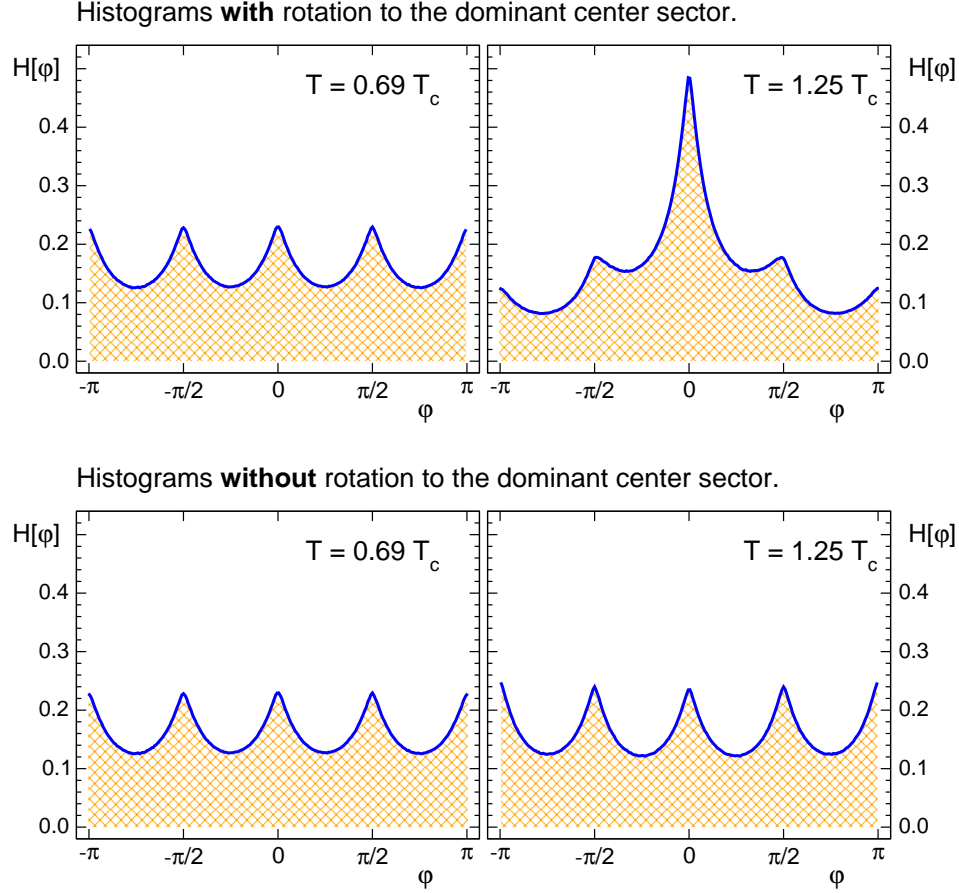 Histograms with rotation to the dominant center sector.
H[φ] T = 0.69 T_c T = 1.25 T_c H[φ]
0.4 0.4
0.3 0.3
0.2 0.2
0.1 0.1
0.0 0.0
-π -π/2 0 π/2 π -π -π/2 0 π/2 π
φ φ
Histograms without rotation to the dominant center sector.
H[φ] T = 0.69 T_c T = 1.25 T_c H[φ]
0.4 0.4
0.3 0.3
0.2 0.2
0.1 0.1
0.0 0.0
-π -π/2 0 π/2 π -π -π/2 0 π/2 π
φ φ